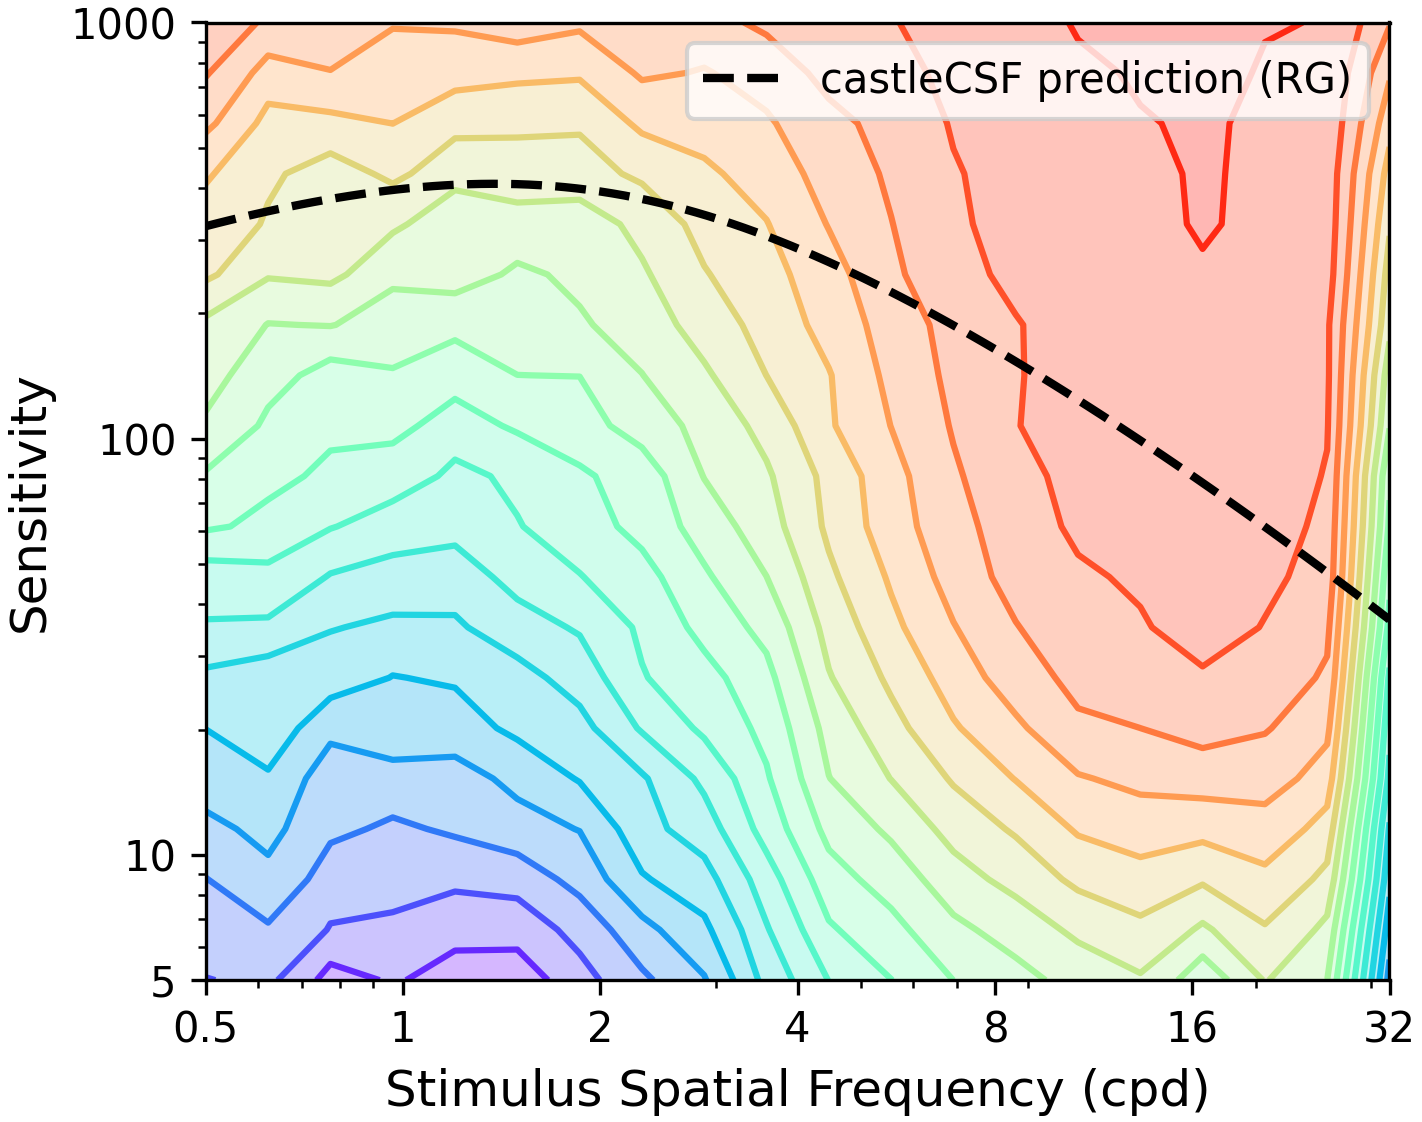 1000
castleCSF prediction (RG)
Sensitivity
100
10
5
0.5 1 2 4 8 16 32
Stimulus Spatial Frequency (cpd)